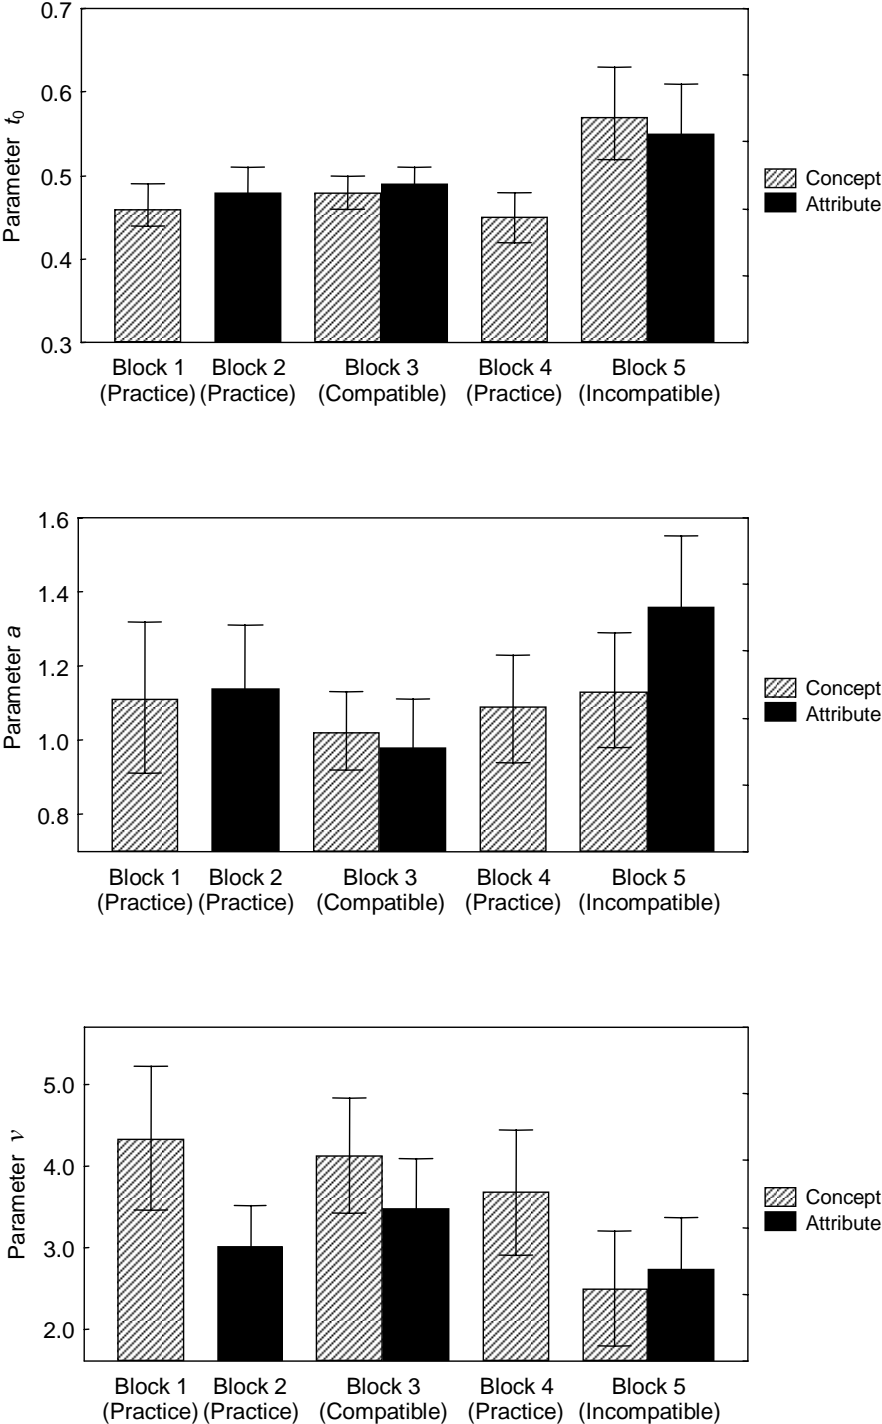 0.7
0.6
0.5
0.4
0.3
Parameter t0
Concept
Attribute
Block 1 Block 2 Block 3 Block 4 Block 5
(Practice) (Practice) (Compatible) (Practice) (Incompatible)
1.6
1.4
1.2
1.0
0.8
Parameter a
Concept
Attribute
Block 1 Block 2 Block 3 Block 4 Block 5
(Practice) (Practice) (Compatible) (Practice) (Incompatible)
5.0
4.0
3.0
2.0
Parameter v
Concept
Attribute
Block 1 Block 2 Block 3 Block 4 Block 5
(Practice) (Practice) (Compatible) (Practice) (Incompatible)